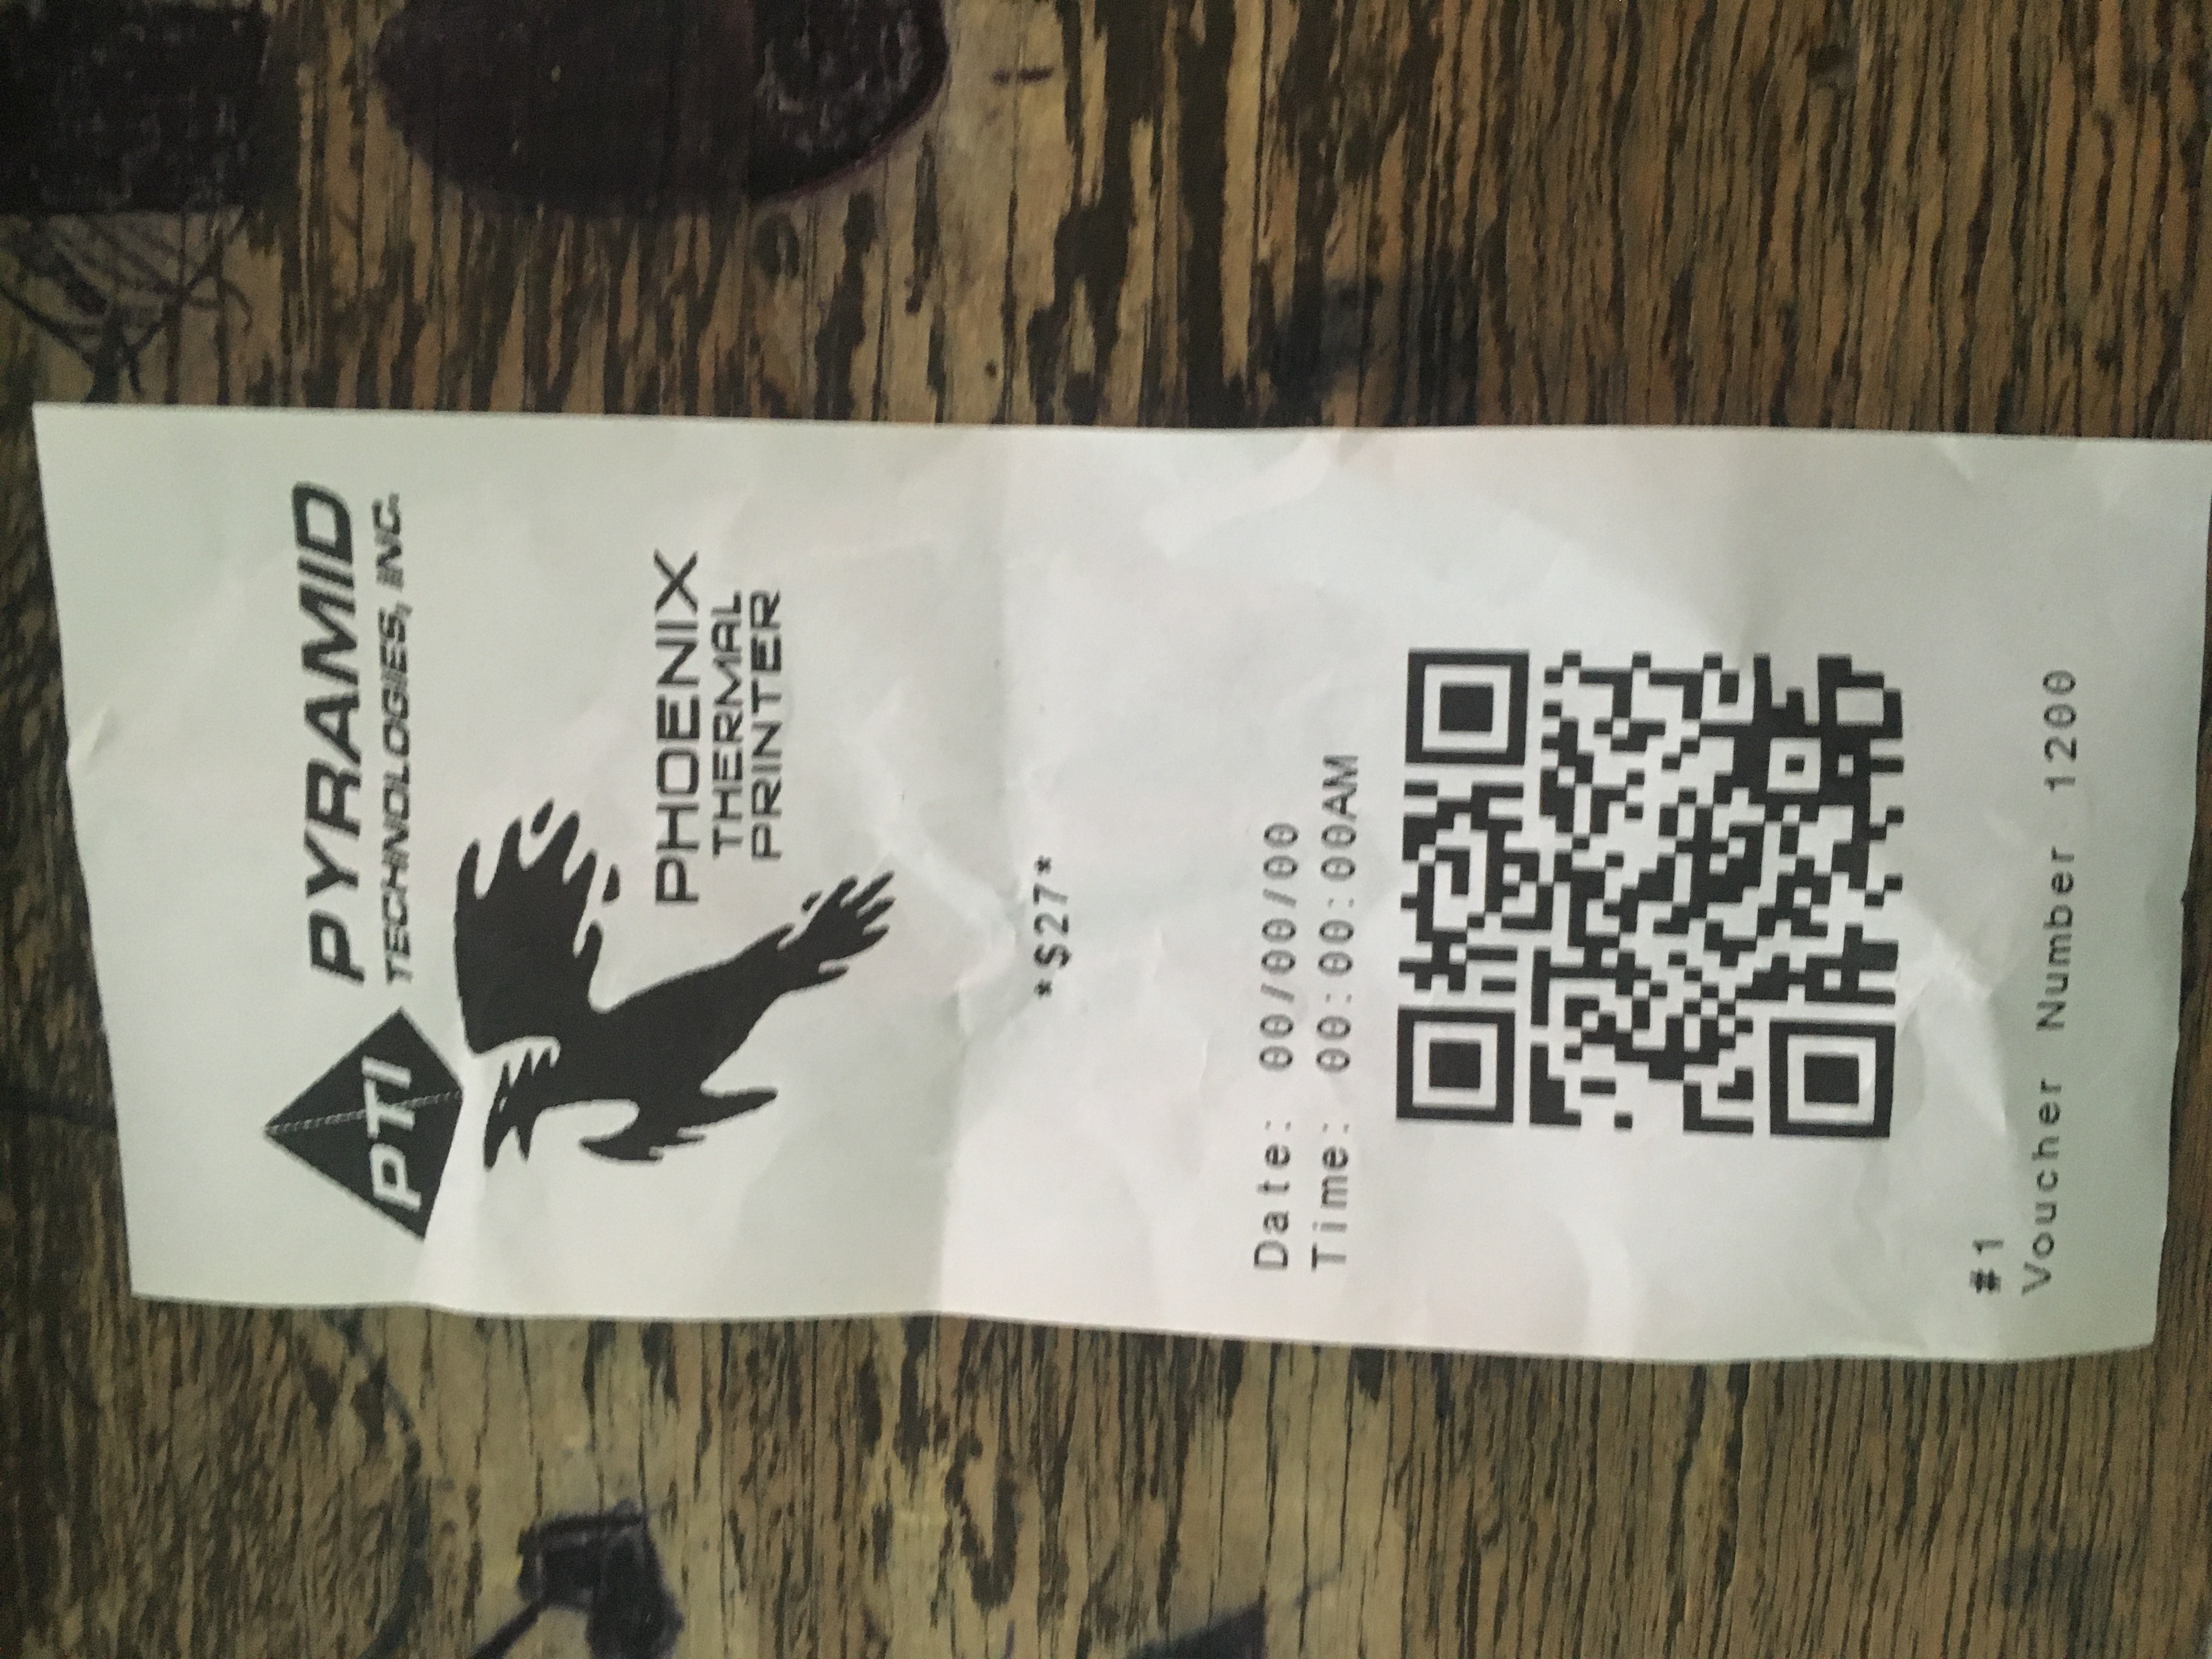 PTI
PYRAMID
TECHNOLOGIES, INC.
PHOENIX
THERMAL
PRINTER
*$27*
Date: 00/00/00
Time: 00:00:00AM
#1
Voucher Number 1200